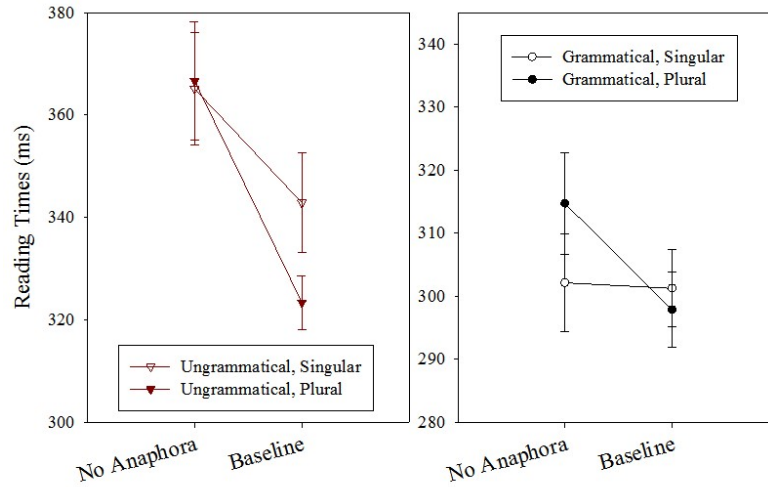 Reading Times (ms)
380
360
340
320
300
Ungrammatical, Singular
Ungrammatical, Plural
No Anaphora
Baseline
340
330
320
310
300
290
280
Grammatical, Singular
Grammatical, Plural
No Anaphora
Baseline